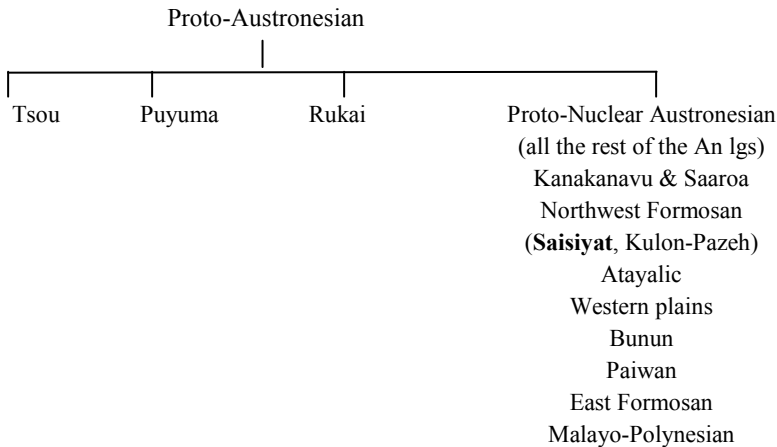 Proto-Austronesian
Tsou Puyuma Rukai Proto-Nuclear Austronesian
(all the rest of the An lgs)
Kanakanavu & Saaroa
Northwest Formosan
(Saisiyat, Kulon-Pazeh)
Atayalic
Western plains
Bunun
Paiwan
East Formosan
Malayo-Polynesian